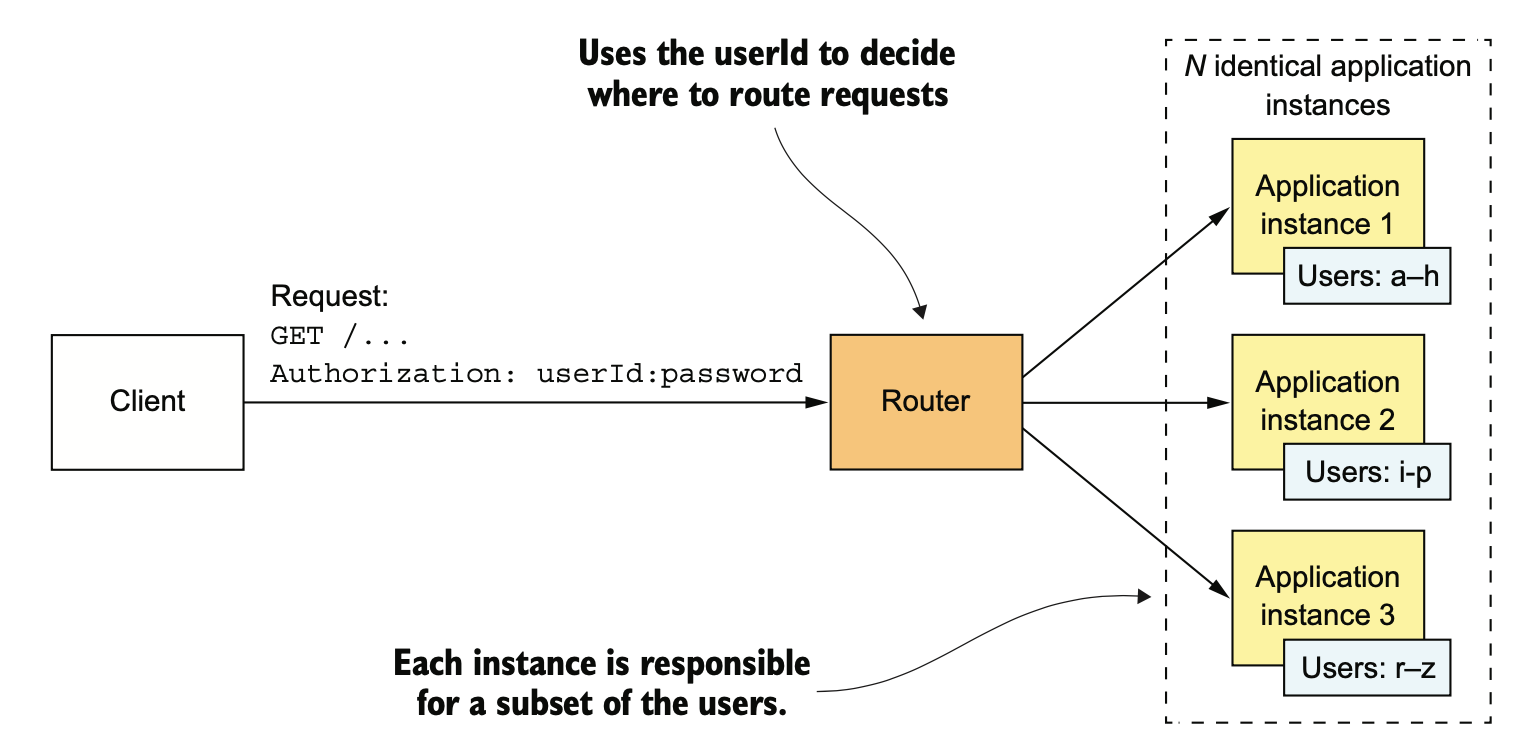 Uses the userId to decide
where to route requests
N identical application
instances
Application
instance 1
Users: a–h
Request:
GET /...
Authorization: userId:password
Client
Router
Application
instance 2
Users: i-p
Application
instance 3
Users: r–z
Each instance is responsible
for a subset of the users.